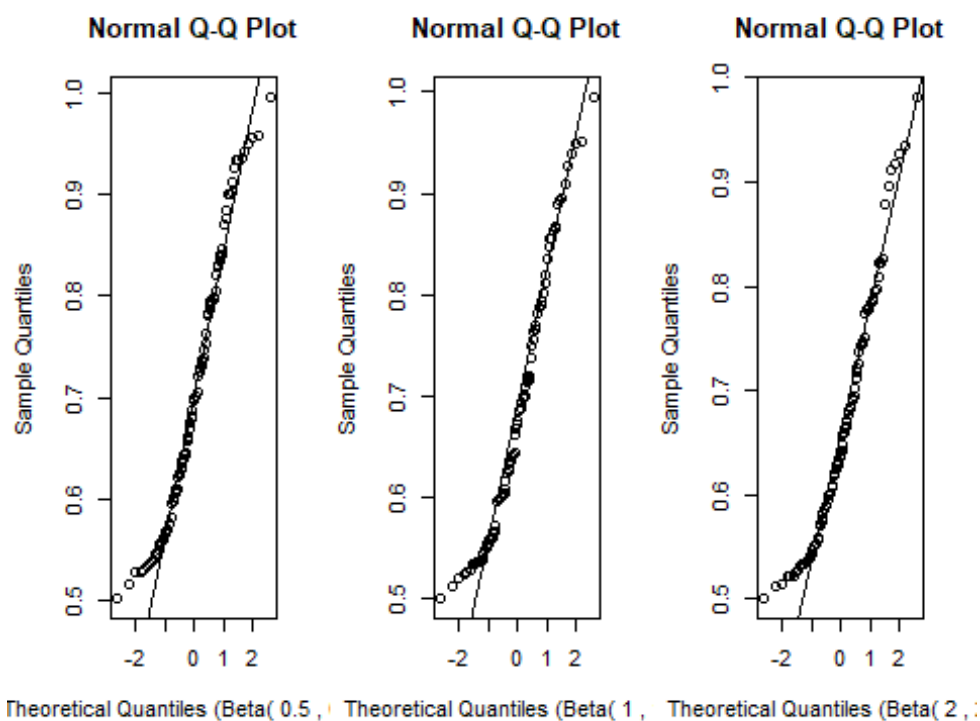 Normal Q-Q Plot
Sample Quantiles
1.0
0.9
0.8
0.7
0.6
0.5
-2 0 1 2
Theoretical Quantiles (Beta( 0.5 ,
Normal Q-Q Plot
Sample Quantiles
1.0
0.9
0.8
0.7
0.6
0.5
-2 0 1 2
Theoretical Quantiles (Beta( 1 ,
Normal Q-Q Plot
Sample Quantiles
1.0
0.9
0.8
0.7
0.6
0.5
-2 0 1 2
Theoretical Quantiles (Beta( 2 ,